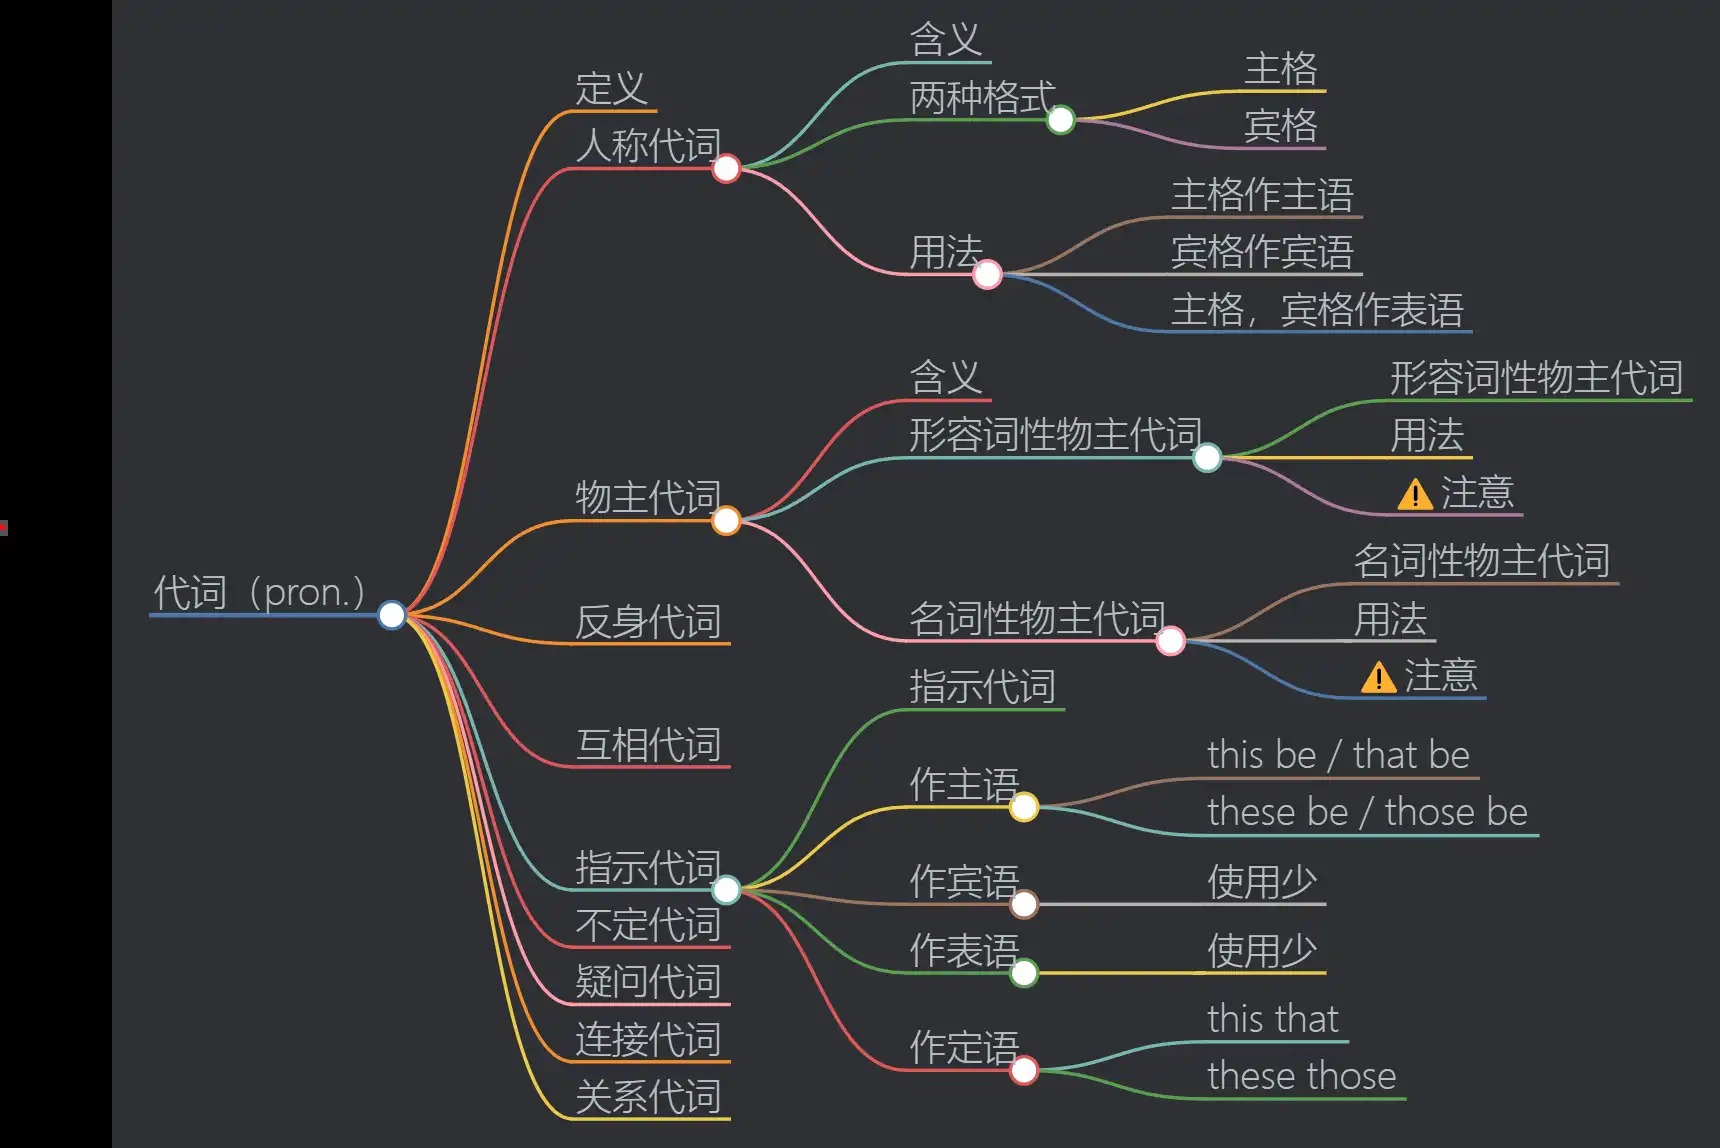 代词（pron.）
定义
人称代词
含义
两种格式
主格
宾格
用法
主格作主语
宾格作宾语
主格，宾格作表语
物主代词
含义
形容词性物主代词
形容词性物主代词
用法
⚠ 注意
名词性物主代词
名词性物主代词
用法
⚠ 注意
反身代词
互相代词
指示代词
指示代词
作主语
this be / that be
these be / those be
作宾语
使用少
作表语
使用少
作定语
this that
these those
不定代词
疑问代词
连接代词
关系代词